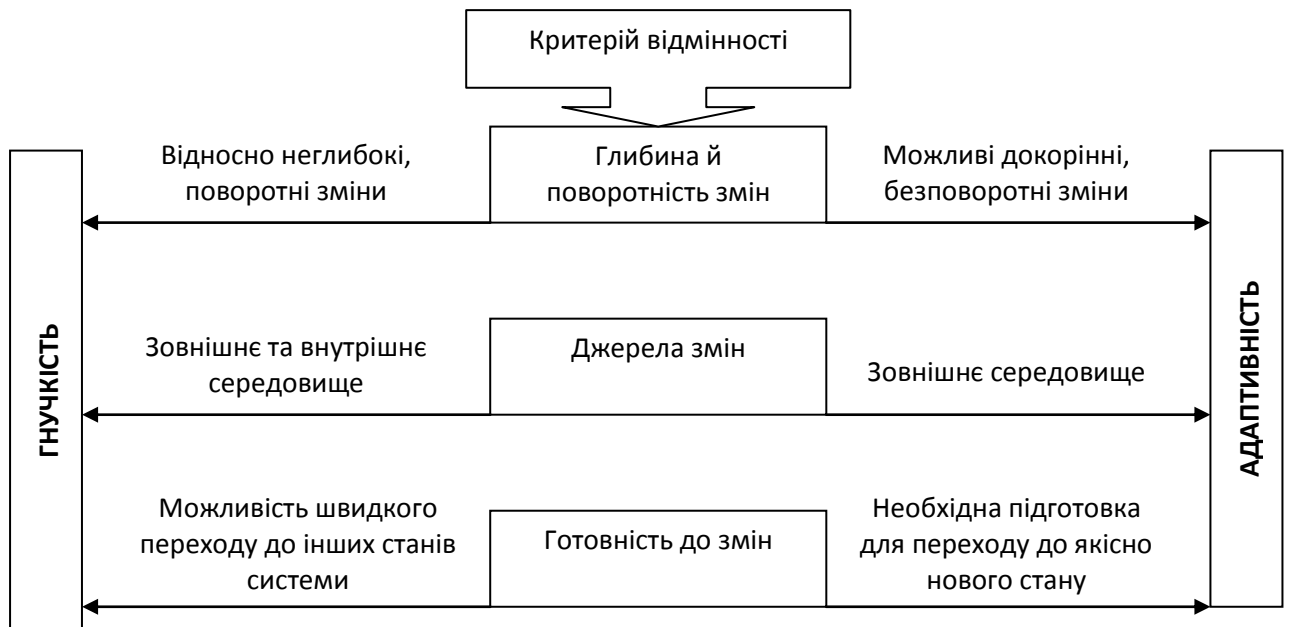 Критерій відмінності
Відносно неглибокі,
поворотні зміни
Глибина й
поворотність змін
Можливі докорінні,
безповоротні зміни
ГНУЧКІСТЬ
Зовнішнє та внутрішнє
середовище
Джерела змін
Зовнішнє середовище
АДАПТИВНІСТЬ
Можливість швидкого
переходу до інших станів
системи
Готовність до змін
Необхідна підготовка
для переходу до якісно
нового стану